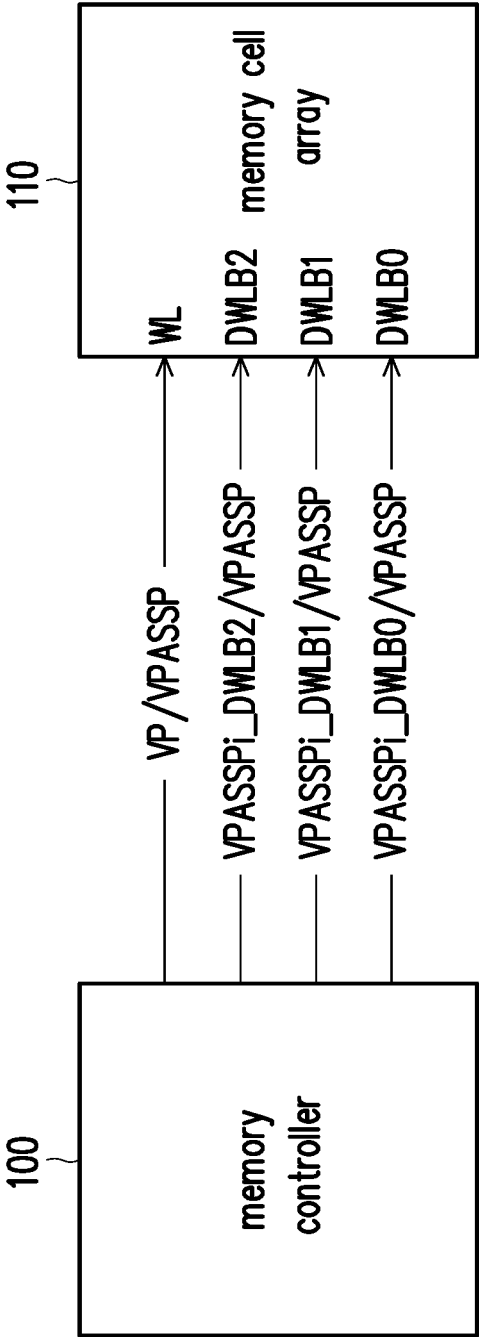 100
110
memory
controller
VP/VPASSP
VPASSPi_DWLB2/VPASSP
VPASSPi_DWLB1/VPASSP
VPASSPi_DWLB0/VPASSP
WL
DWLB2
DWLB1
DWLB0
memory cell
array